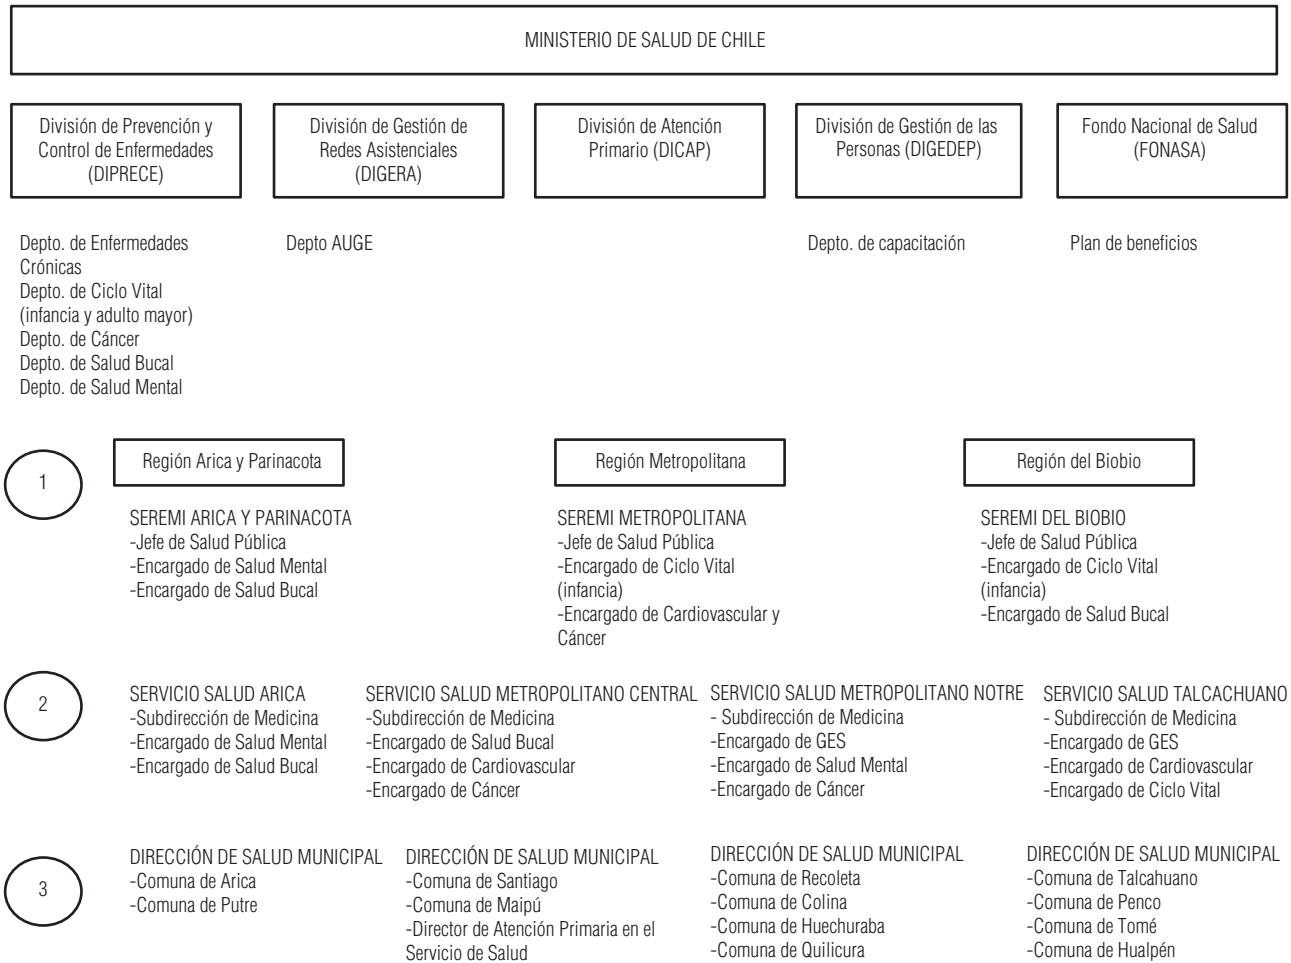 MINISTERIO DE SALUD DE CHILE
División de Prevención y
Control de Enfermedades
(DIPRECE)
División de Gestión de
Redes Asistenciales
(DIGERA)
División de Atención
Primario (DICAP)
División de Gestión de las
Personas (DIGEDEP)
Fondo Nacional de Salud
(FONASA)
Depto. de Enfermedades
Crónicas
Depto. de Ciclo Vital
(infancia y adulto mayor)
Depto. de Cáncer
Depto. de Salud Bucal
Depto. de Salud Mental
Depto AUGE
Depto. de capacitación
Plan de beneficios
1
Región Arica y Parinacota
Región Metropolitana
Región del Biobio
SEREMI ARICA Y PARINACOTA
-Jefe de Salud Pública
-Encargado de Salud Mental
-Encargado de Salud Bucal
SEREMI METROPOLITANA
-Jefe de Salud Pública
-Encargado de Ciclo Vital
(infancia)
-Encargado de Cardiovascular y
Cáncer
SEREMI DEL BIOBIO
-Jefe de Salud Pública
-Encargado de Ciclo Vital
(infancia)
-Encargado de Salud Bucal
2
SERVICIO SALUD ARICA
-Subdirección de Medicina
-Encargado de Salud Mental
-Encargado de Salud Bucal
SERVICIO SALUD METROPOLITANO CENTRAL
-Subdirección de Medicina
-Encargado de Salud Bucal
-Encargado de Cardiovascular
-Encargado de Cáncer
SERVICIO SALUD METROPOLITANO NOTRE
- Subdirección de Medicina
-Encargado de GES
-Encargado de Salud Mental
-Encargado de Cáncer
SERVICIO SALUD TALCACHUANO
- Subdirección de Medicina
-Encargado de GES
-Encargado de Cardiovascular
-Encargado de Ciclo Vital
3
DIRECCIÓN DE SALUD MUNICIPAL
-Comuna de Arica
-Comuna de Putre
DIRECCIÓN DE SALUD MUNICIPAL
-Comuna de Santiago
-Comuna de Maipú
-Director de Atención Primaria en el
Servicio de Salud
DIRECCIÓN DE SALUD MUNICIPAL
-Comuna de Recoleta
-Comuna de Colina
-Comuna de Huechuraba
-Comuna de Quilicura
DIRECCIÓN DE SALUD MUNICIPAL
-Comuna de Talcahuano
-Comuna de Penco
-Comuna de Tomé
-Comuna de Hualpén